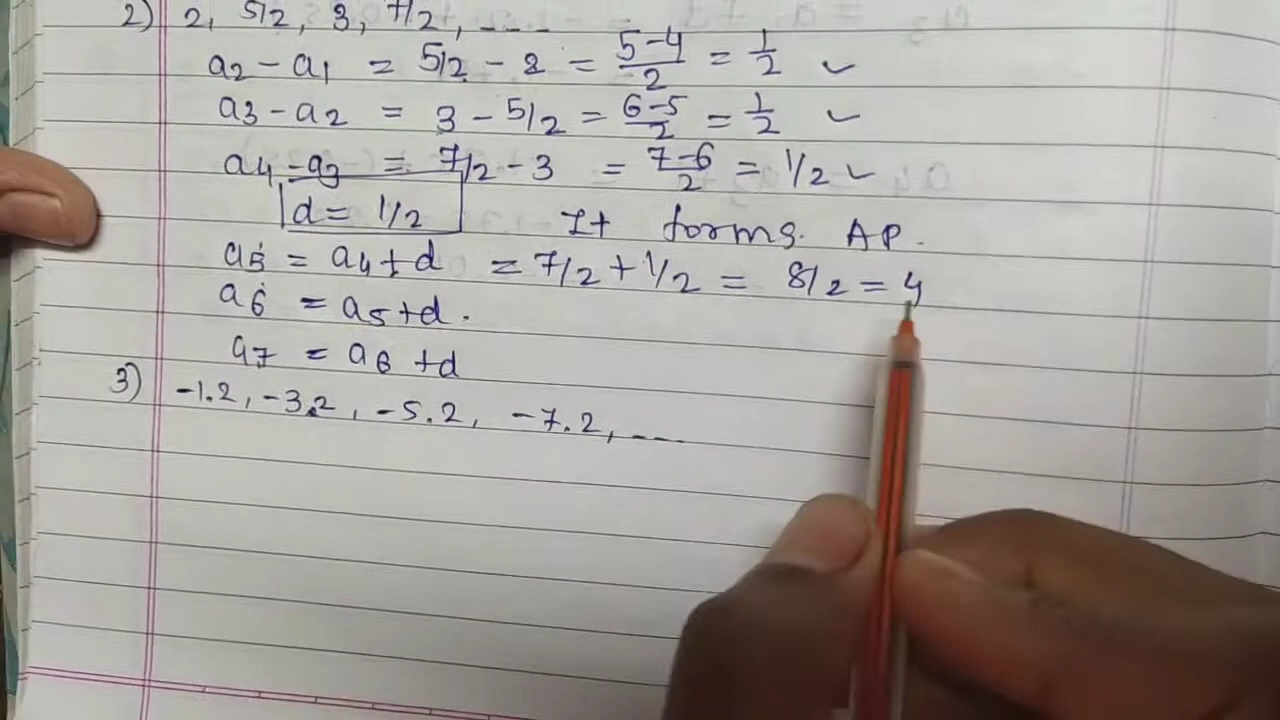 2) 2, 5/2, 3, 7/2, ----
a2 - a1 = 5/2 - 2 = 5-4/2 = 1/2 ✓
a3 - a2 = 3 - 5/2 = 6-5/2 = 1/2 ✓
a4 - a3 = 7/2 - 3 = 7-6/2 = 1/2 ✓
d = 1/2 It forms AP.
a5 = a4+d = 7/2 + 1/2 = 8/2 = 4
a6 = a5+d.
a7 = a6 +d
3) -1.2, -3.2, -5.2, -7.2, ----